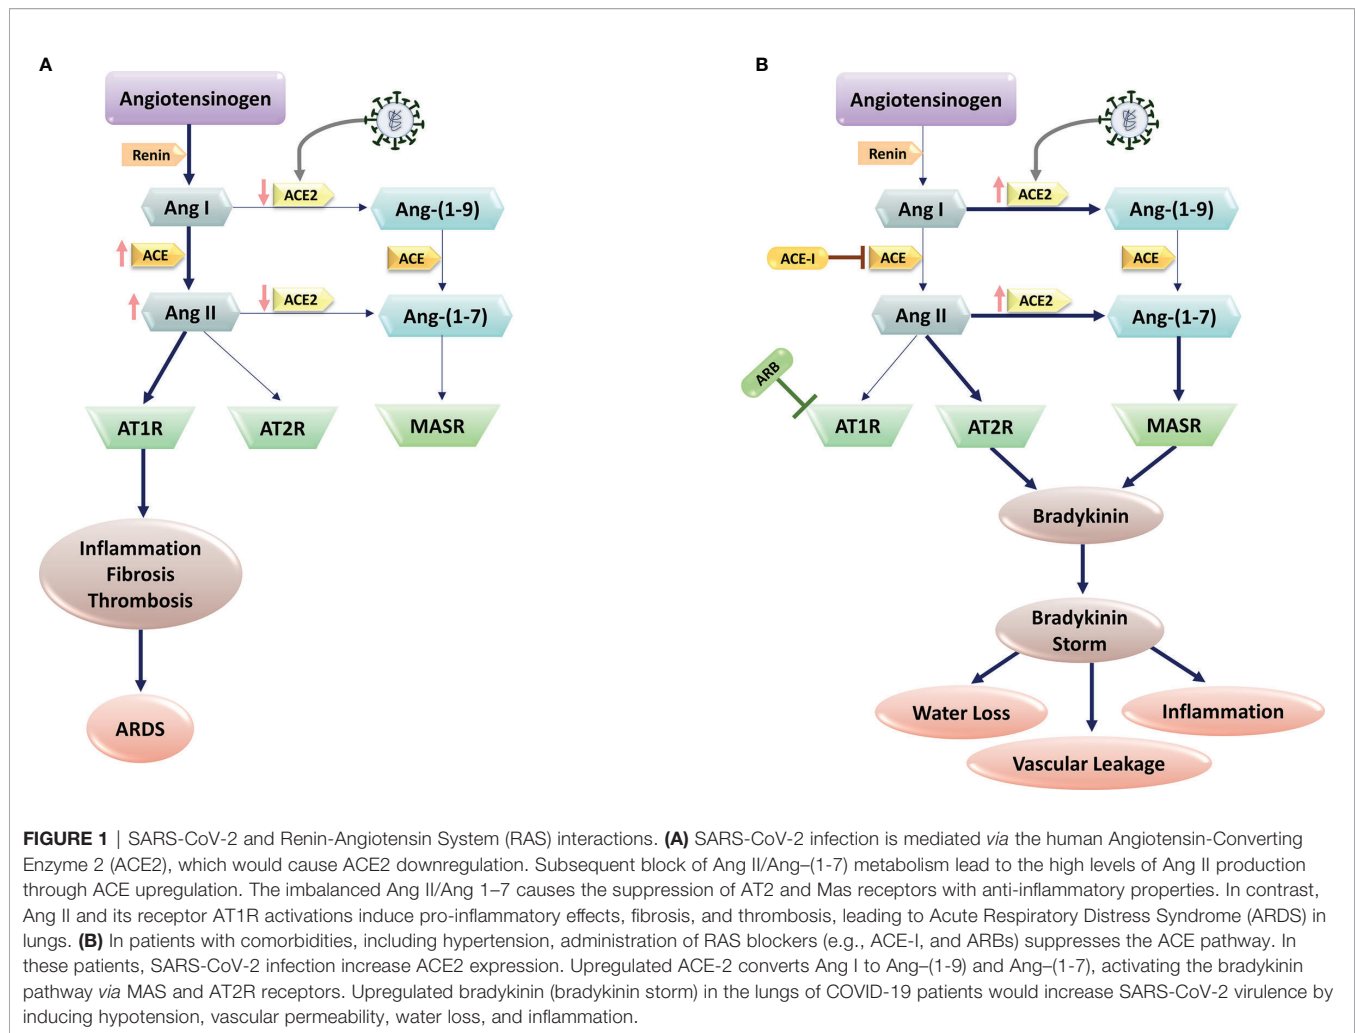 A
Angiotensinogen
Renin
Ang I
ACE2
Ang-(1-9)
ACE
ACE
Ang II
ACE2
Ang-(1-7)
AT1R
AT2R
MASR
Inflammation
Fibrosis
Thrombosis
ARDS
B
Angiotensinogen
Renin
Ang I
ACE2
Ang-(1-9)
ACE-I
ACE
ACE
Ang II
ACE2
Ang-(1-7)
ARB
AT1R
AT2R
MASR
Bradykinin
Bradykinin
Storm
Water Loss
Inflammation
Vascular Leakage
FIGURE 1 | SARS-CoV-2 and Renin-Angiotensin System (RAS) interactions. (A) SARS-CoV-2 infection is mediated via the human Angiotensin-Converting
Enzyme 2 (ACE2), which would cause ACE2 downregulation. Subsequent block of Ang II/Ang–(1-7) metabolism lead to the high levels of Ang II production
through ACE upregulation. The imbalanced Ang II/Ang 1–7 causes the suppression of AT2 and Mas receptors with anti-inflammatory properties. In contrast,
Ang II and its receptor AT1R activations induce pro-inflammatory effects, fibrosis, and thrombosis, leading to Acute Respiratory Distress Syndrome (ARDS) in
lungs. (B) In patients with comorbidities, including hypertension, administration of RAS blockers (e.g., ACE-I, and ARBs) suppresses the ACE pathway. In
these patients, SARS-CoV-2 infection increase ACE2 expression. Upregulated ACE-2 converts Ang I to Ang–(1-9) and Ang–(1-7), activating the bradykinin
pathway via MAS and AT2R receptors. Upregulated bradykinin (bradykinin storm) in the lungs of COVID-19 patients would increase SARS-CoV-2 virulence by
inducing hypotension, vascular permeability, water loss, and inflammation.